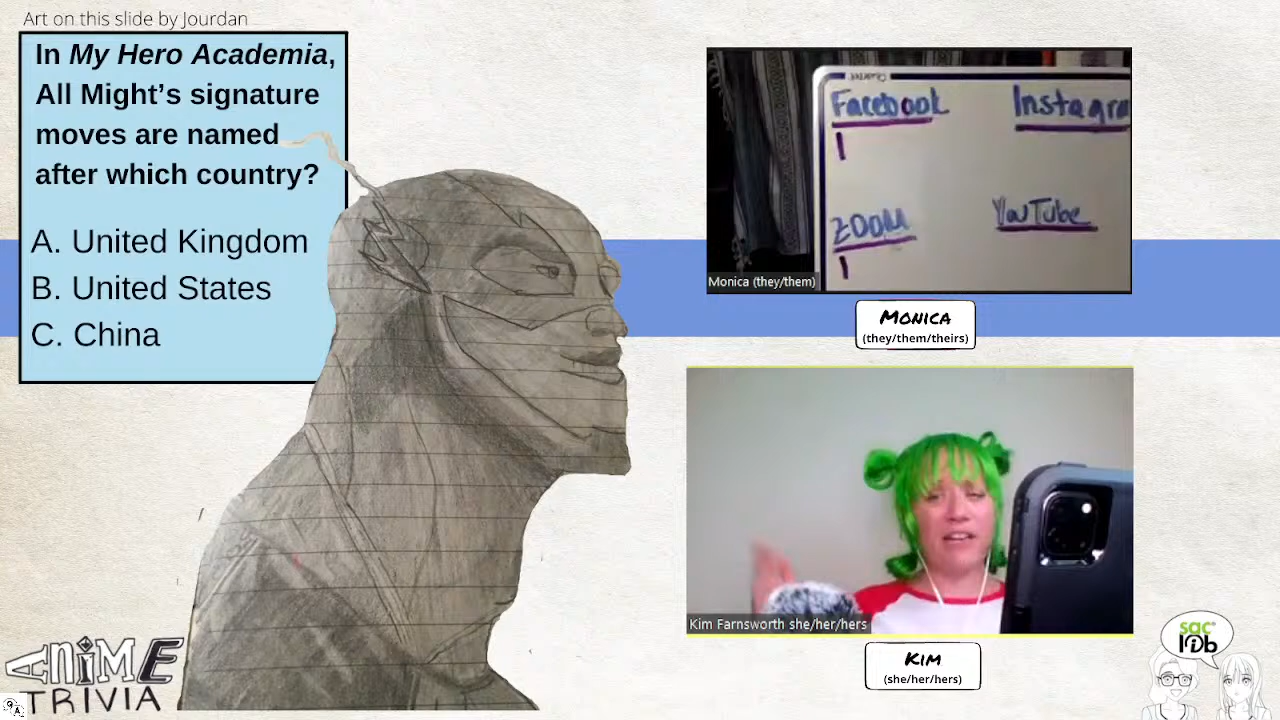 Art on this slide by Jourdan
In My Hero Academia,
All Might’s signature
moves are named
after which country?
A. United Kingdom
B. United States
C. China
Facebook
Instagra
ZOOM
YouTube
Monica (they/them)
MONICA
(they/them/theirs)
Kim Farnsworth she/her/hers
KIM
(she/her/hers)
ANIME
TRIVIA
sac
lib